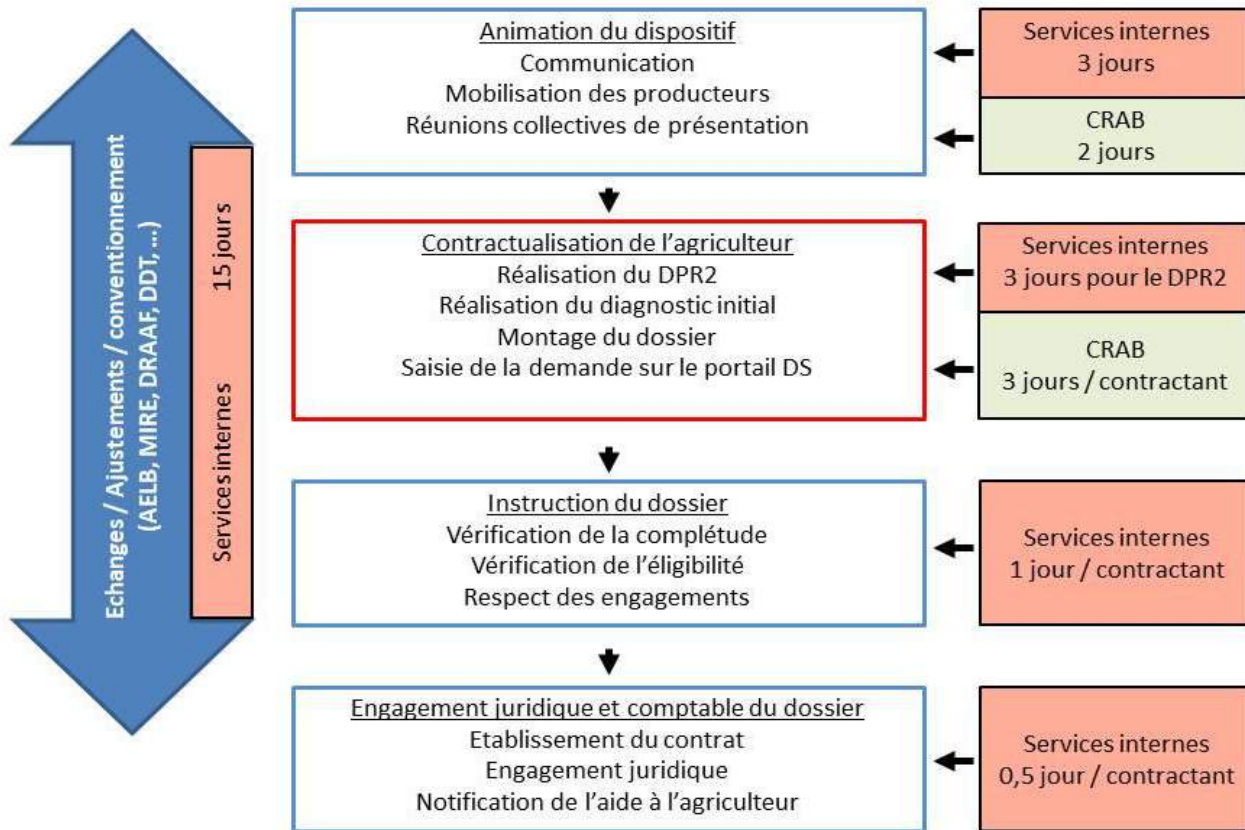 Echanges / Ajustements / conventionnement
(AELB, MIRE, DRAAF, DDT, ...)
Services internes 15 jours
Animation du dispositif
Communication
Mobilisation des producteurs
Réunions collectives de présentation
Services internes
3 jours
CRAB
2 jours
Contractualisation de l'agriculteur
Réalisation du DPR2
Réalisation du diagnostic initial
Montage du dossier
Saisie de la demande sur le portail DS
Services internes
3 jours pour le DPR2
CRAB
3 jours / contractant
Instruction du dossier
Vérification de la complétude
Vérification de l'éligibilité
Respect des engagements
Services internes
1 jour / contractant
Engagement juridique et comptable du dossier
Etablissement du contrat
Engagement juridique
Notification de l'aide à l'agriculteur
Services internes
0,5 jour / contractant